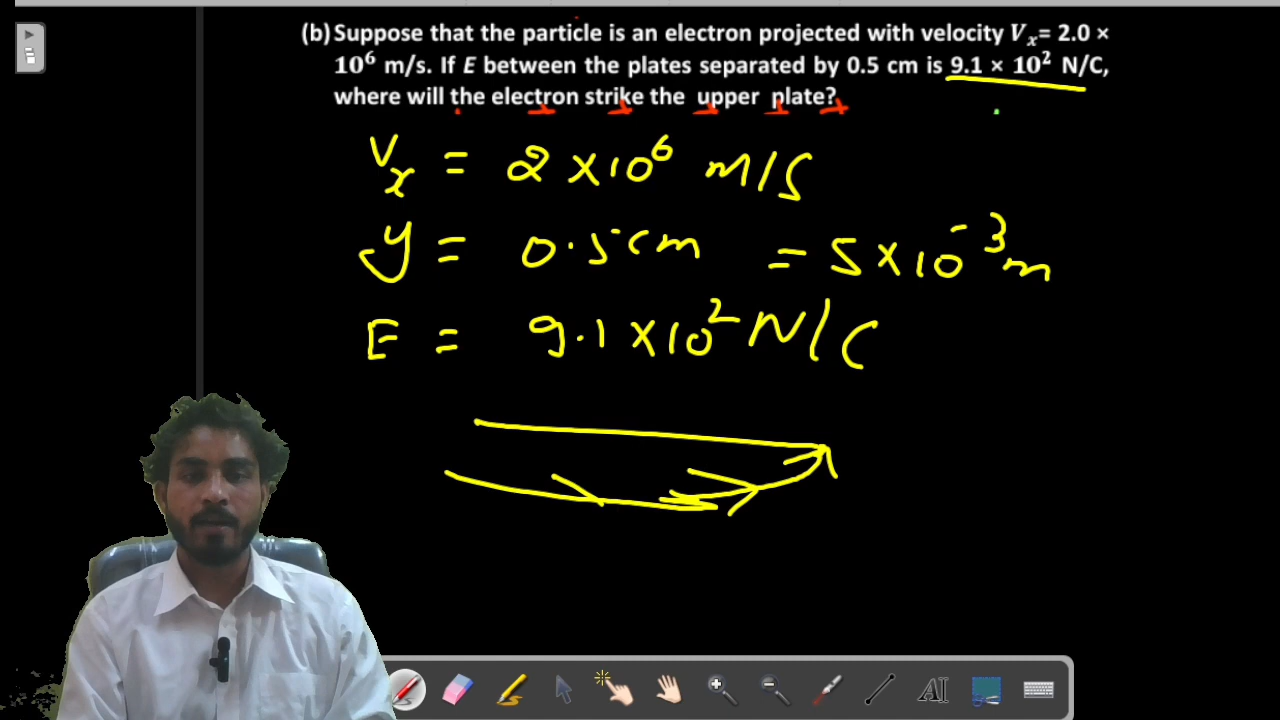 (b) Suppose that the particle is an electron projected with velocity Vₓ= 2.0 ×
10⁶ m/s. If E between the plates separated by 0.5 cm is 9.1 × 10² N/C,
where will the electron strike the upper plate?
Vₓ = 2 × 10⁶ m/s
y = 0.5 cm = 5 × 10⁻³ m
E = 9.1 × 10² N/C
AI